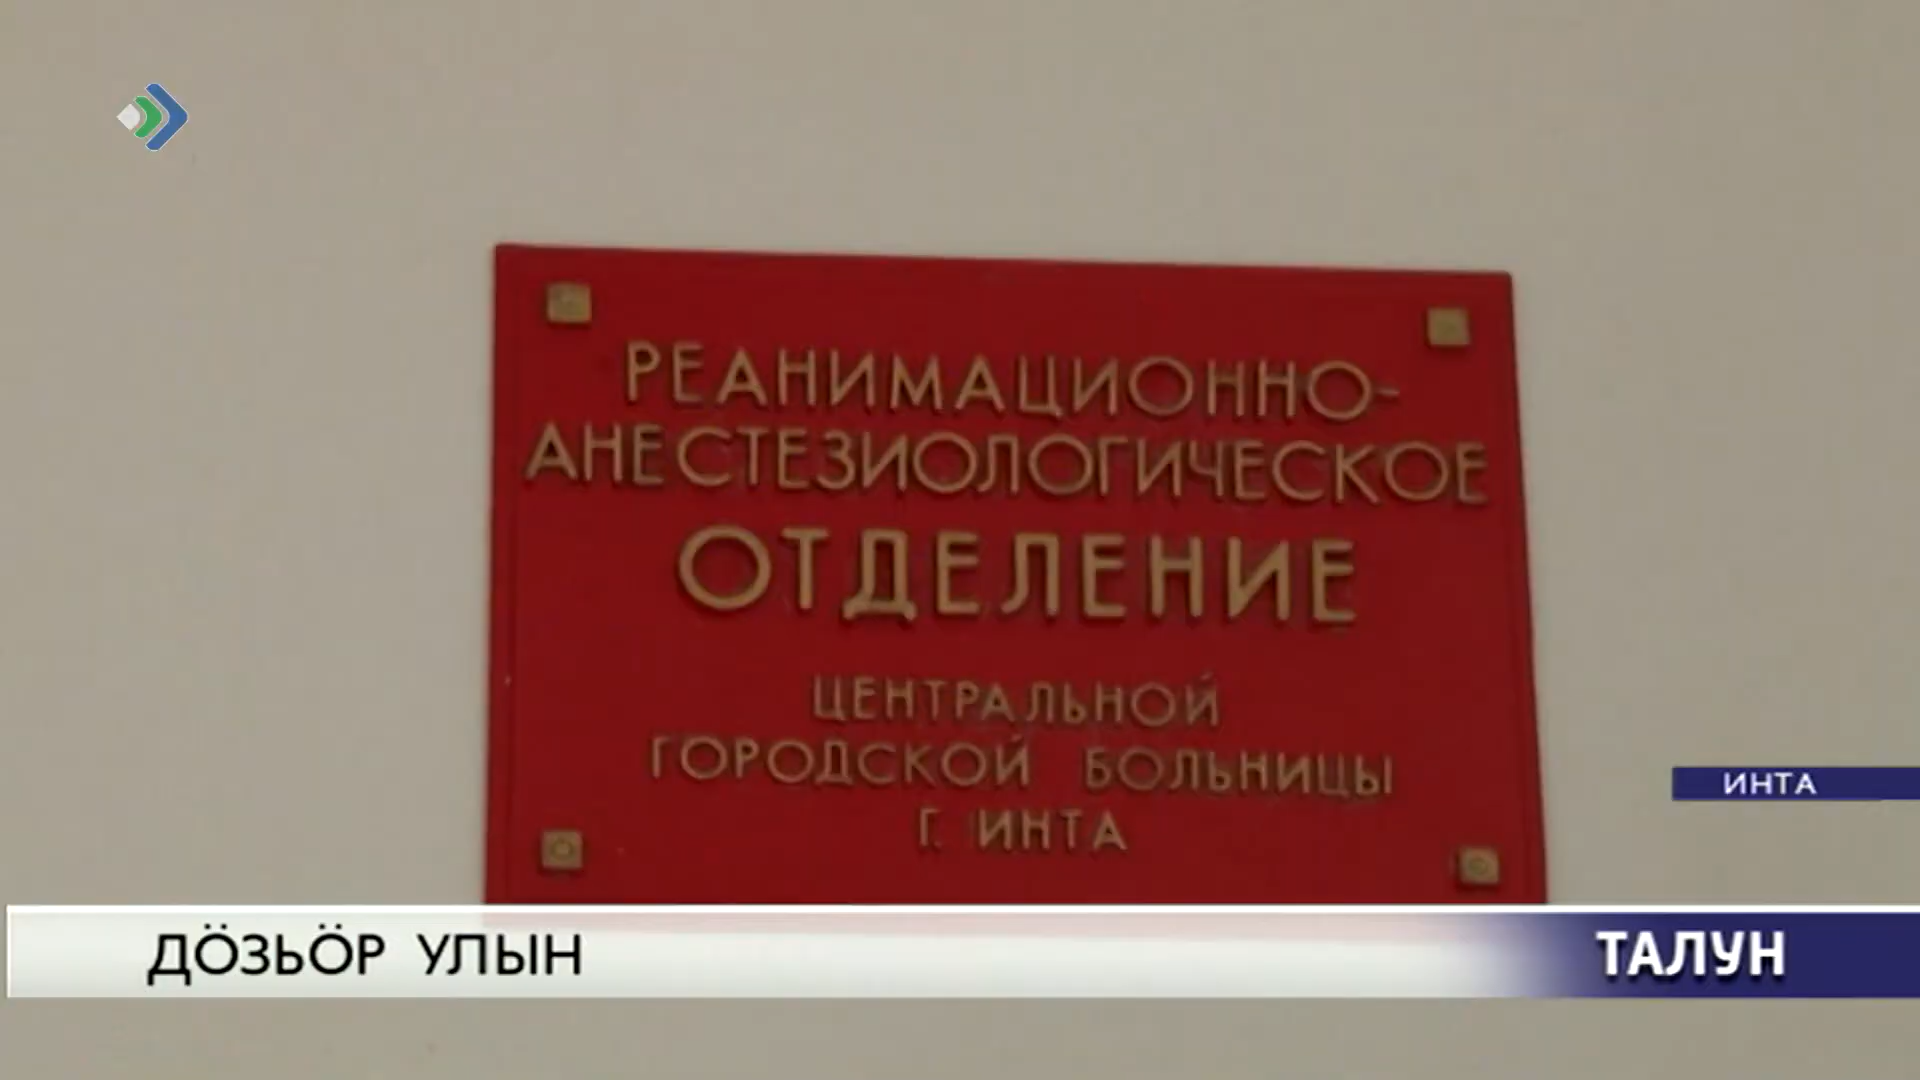 РЕАНИМАЦИОННО-
АНЕСТЕЗИОЛОГИЧЕСКОЕ
ОТДЕЛЕНИЕ
ЦЕНТРАЛЬНОЙ
ГОРОДСКОЙ БОЛЬНИЦЫ
Г. ИНТА
ИНТА
ДӦЗЬӦР УЛЫН
ТАЛУН